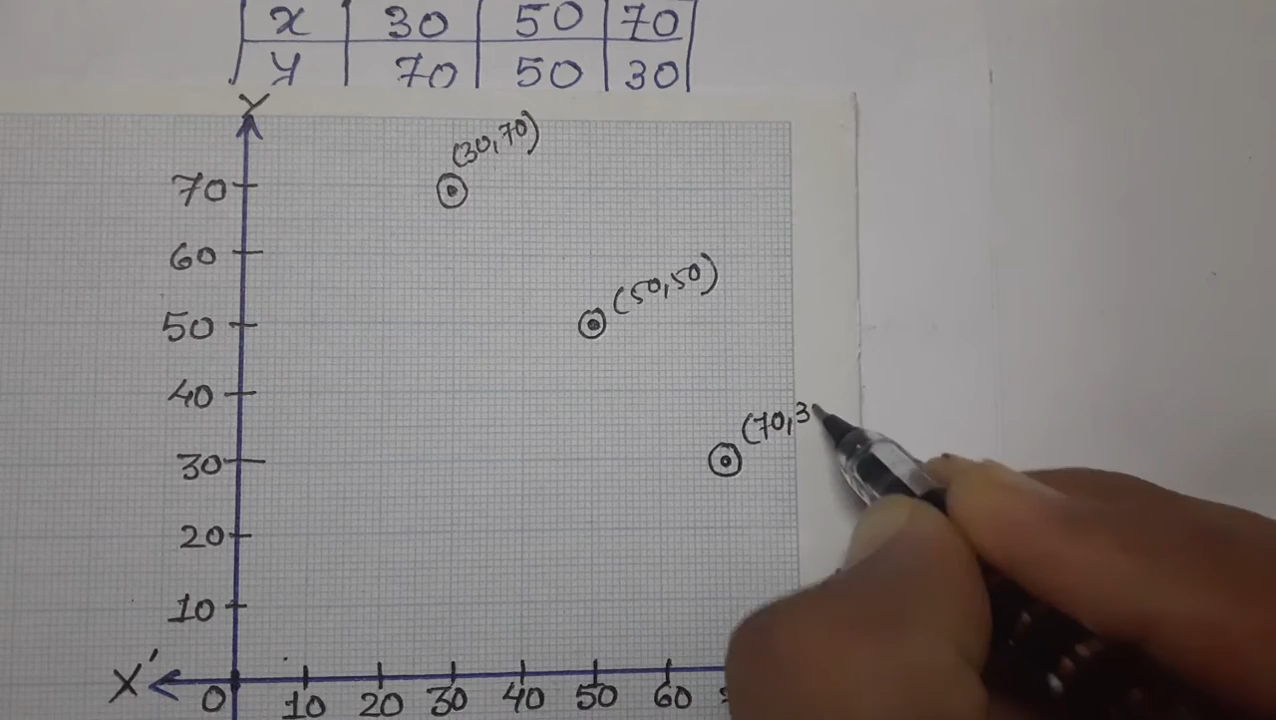 x 30 50 70
y 70 50 30
Y
(30,70)
70
60
(50,50)
50
40
(70,3
30
20
10
X'
0 10 20 30 40 50 60